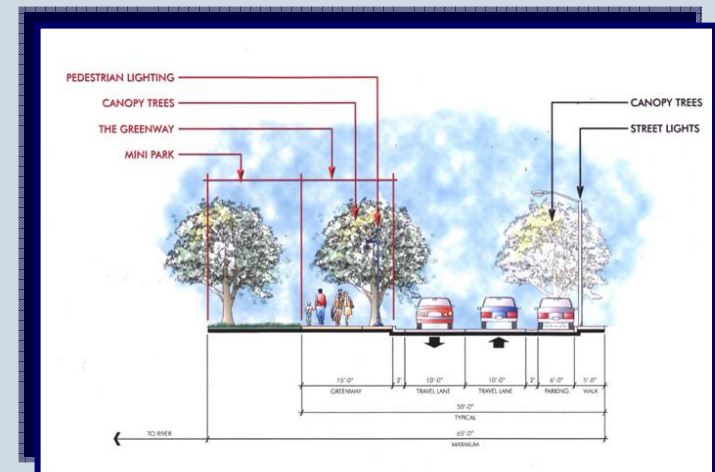 PEDESTRIAN LIGHTING
CANOPY TREES
THE GREENWAY
MINI PARK
CANOPY TREES
STREET LIGHTS
15'-0" 2' 10'-0" 10'-0" 2' 6'-0" 5'-0"
GREENWAY TRAVEL LANE TRAVEL LANE PARKING WALK
50'-0"
TYPICAL
TO RIVER 65'-0"
MAXIMUM